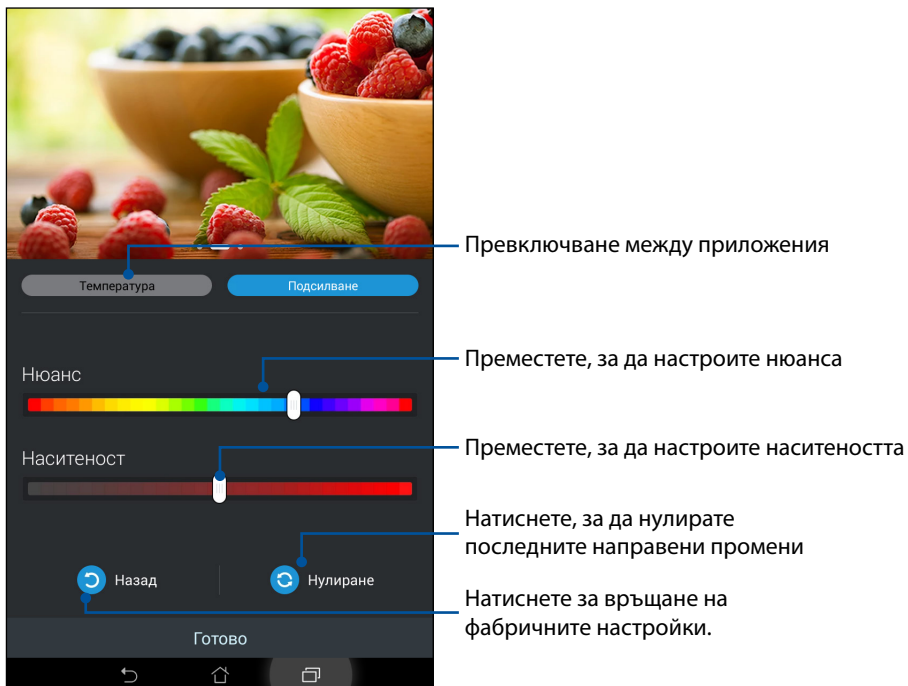 Превключване между приложения
Температура
Подсилване
Преместете, за да настроите нюанса
Нюанс
Преместете, за да настроите наситеността
Наситеност
Натиснете, за да нулирате
последните направени промени
Назад
Нулиране
Натиснете за връщане на
фабричните настройки.
Готово